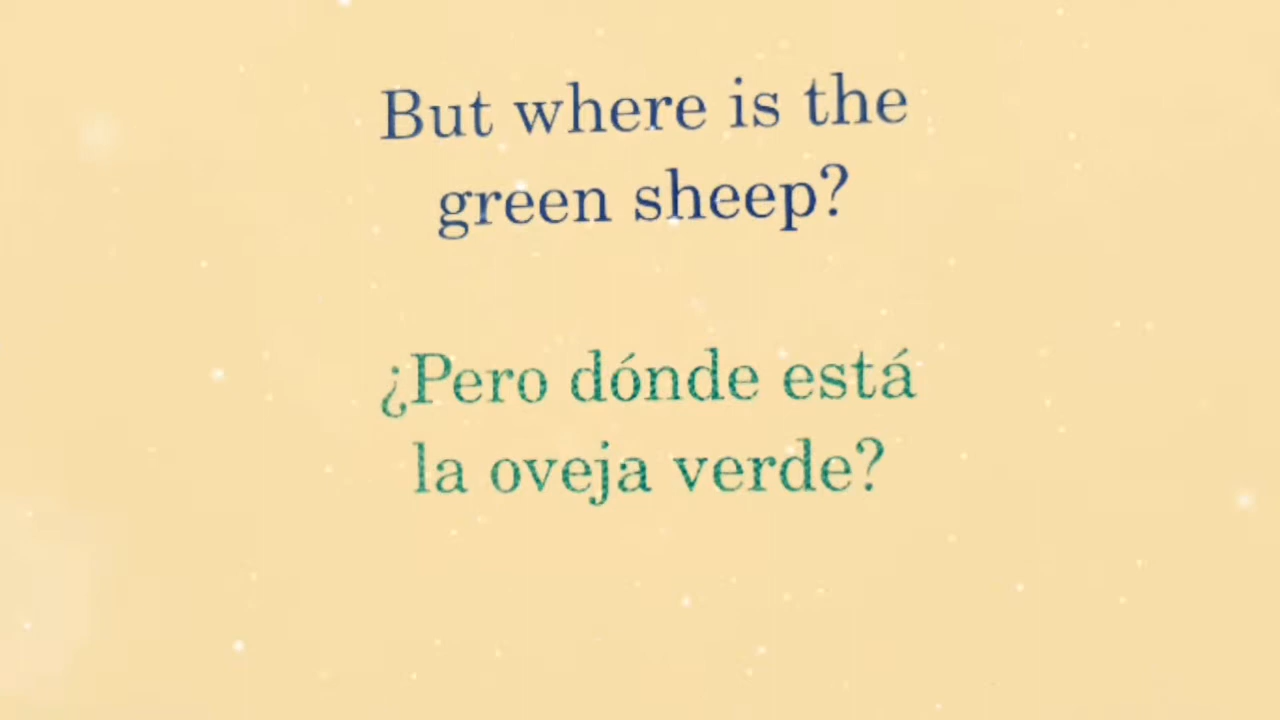 But where is the
green sheep?
¿Pero dónde está
la oveja verde?